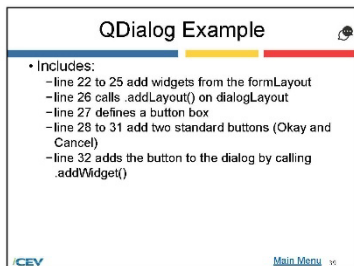 QDialog Example
• Includes:
–line 22 to 25 add widgets from the formLayout
–line 26 calls .addLayout() on dialogLayout
–line 27 defines a button box
–line 28 to 31 add two standard buttons (Okay and
Cancel)
–line 32 adds the button to the dialog by calling
.addWidget()
iCEV
Main Menu